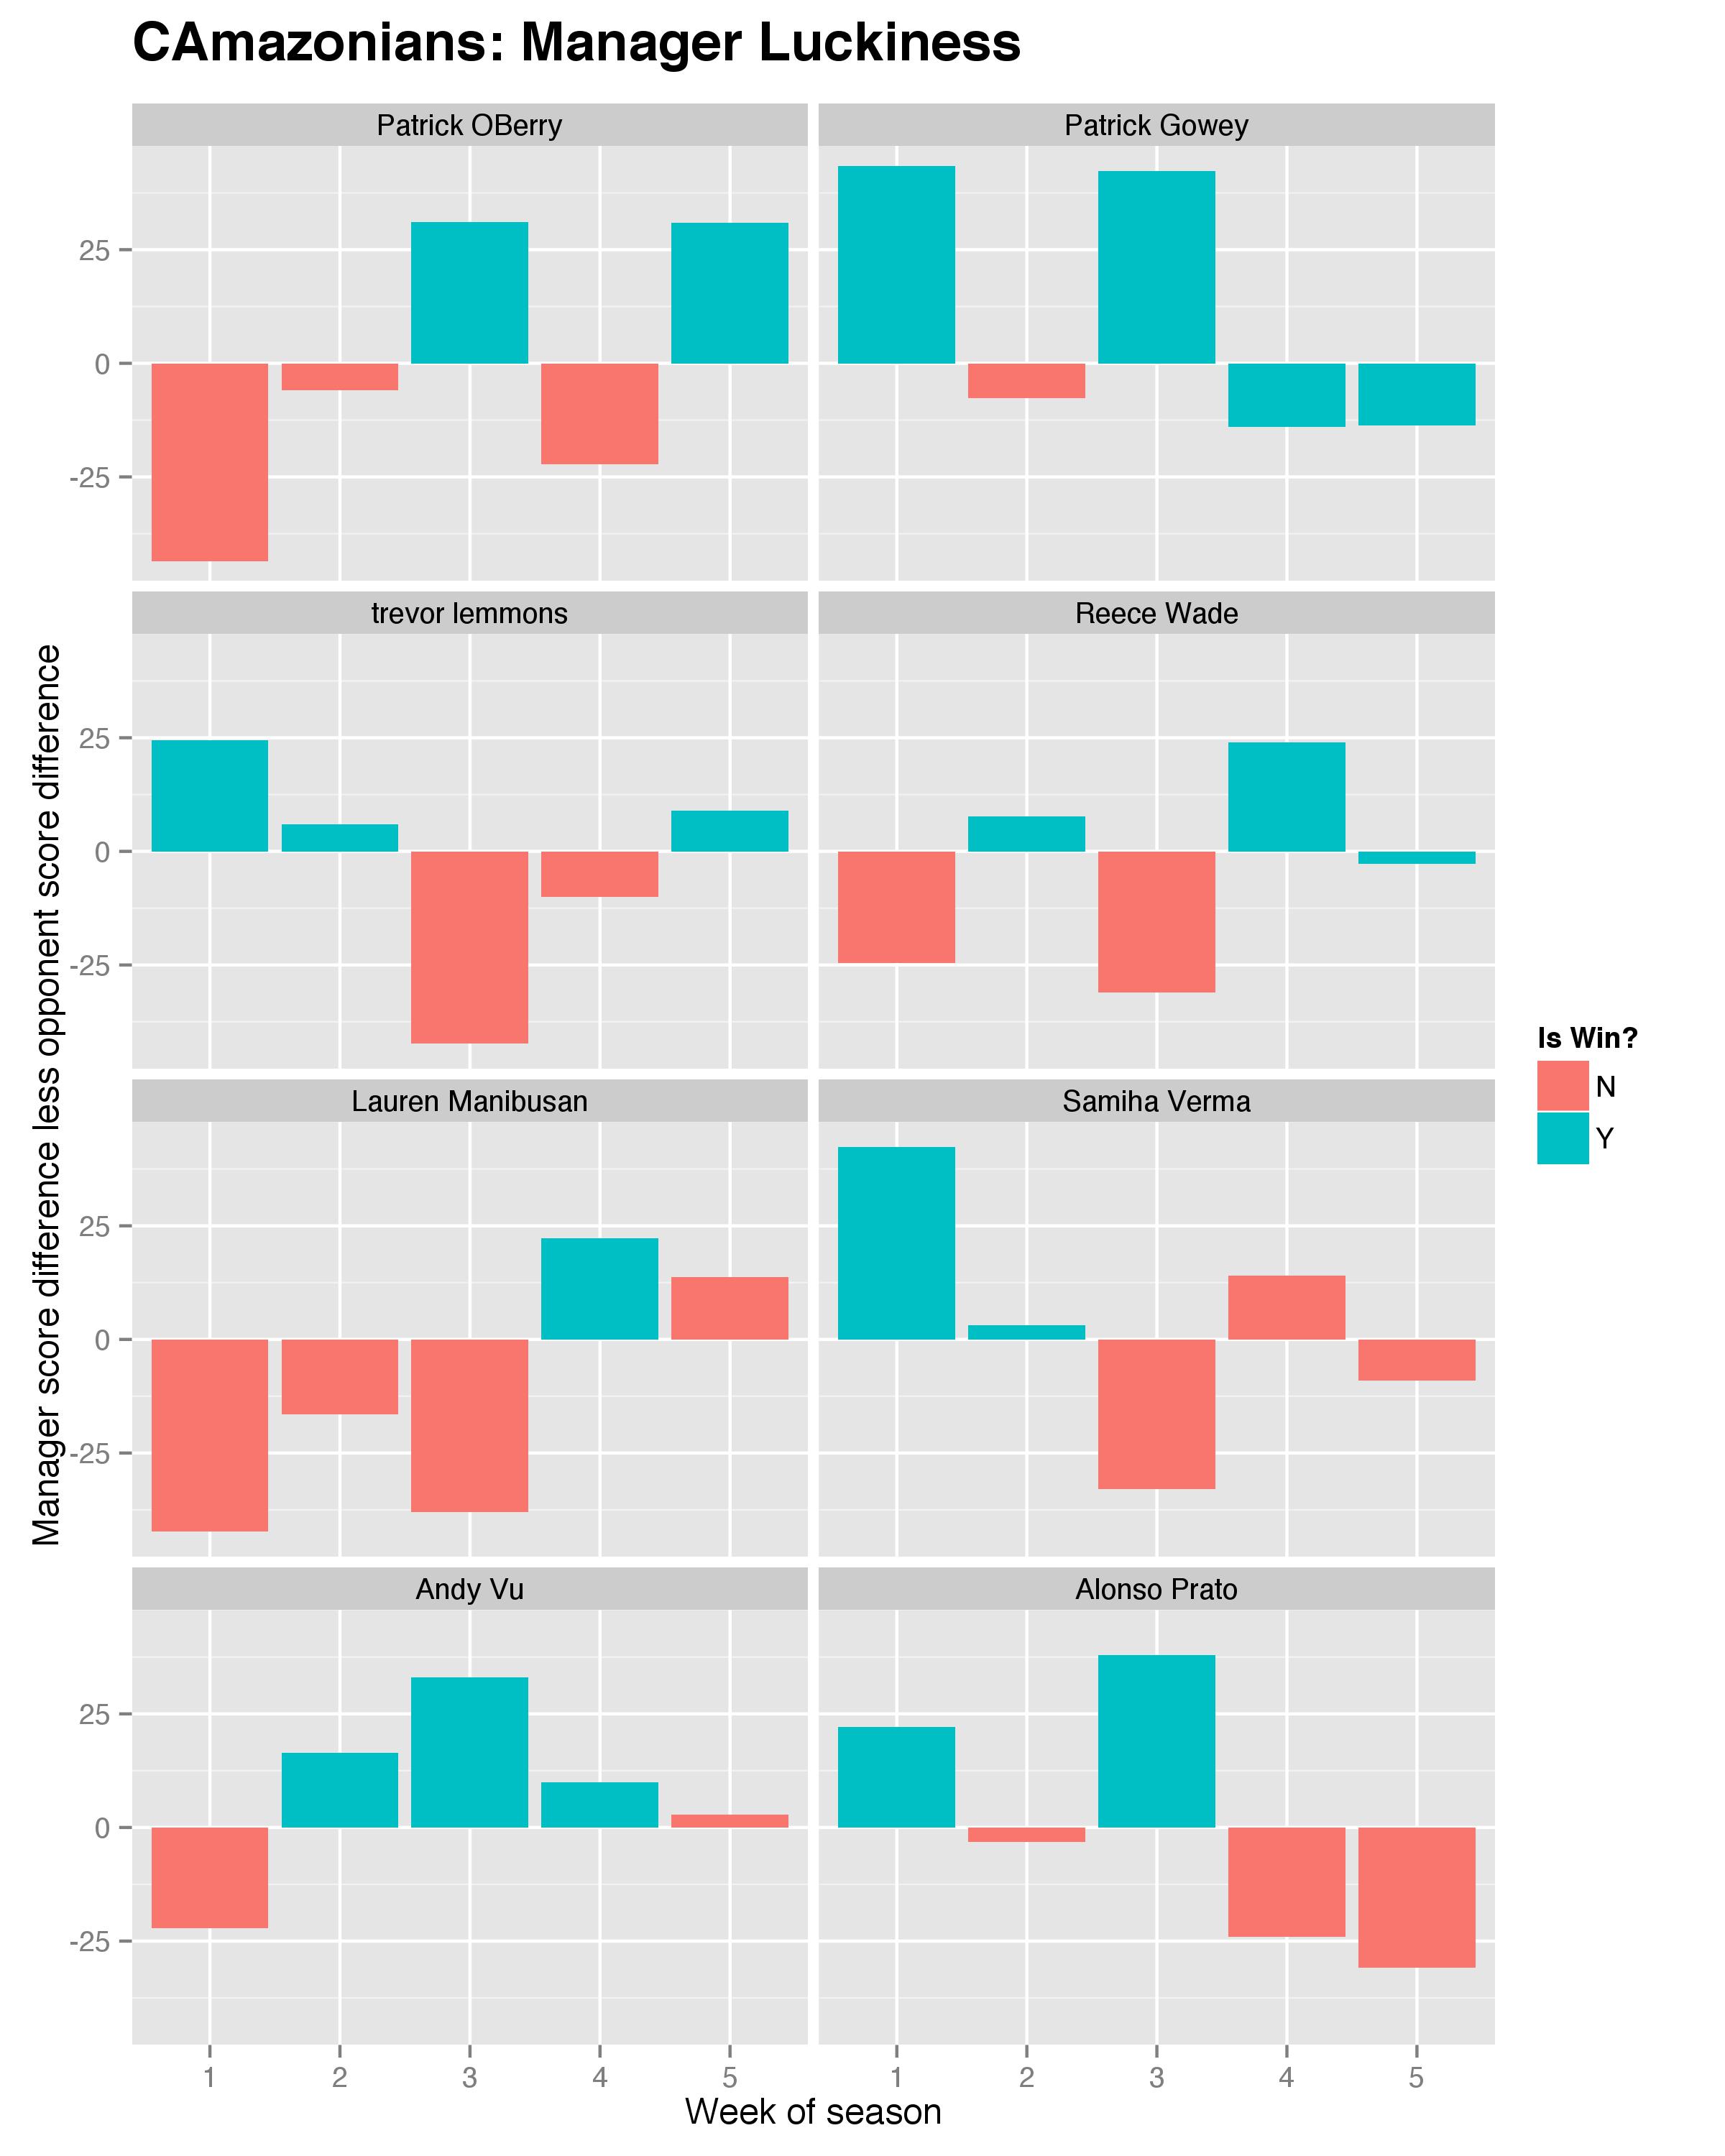 CAmazonians: Manager Luckiness
Patrick OBerry
Patrick Gowey
25
0
-25
trevor lemmons
Reece Wade
25
0
-25
Lauren Manibusan
Samiha Verma
25
0
-25
Andy Vu
Alonso Prato
25
0
-25
1 2 3 4 5
1 2 3 4 5
Week of season
Manager score difference less opponent score difference
Is Win?
N
Y